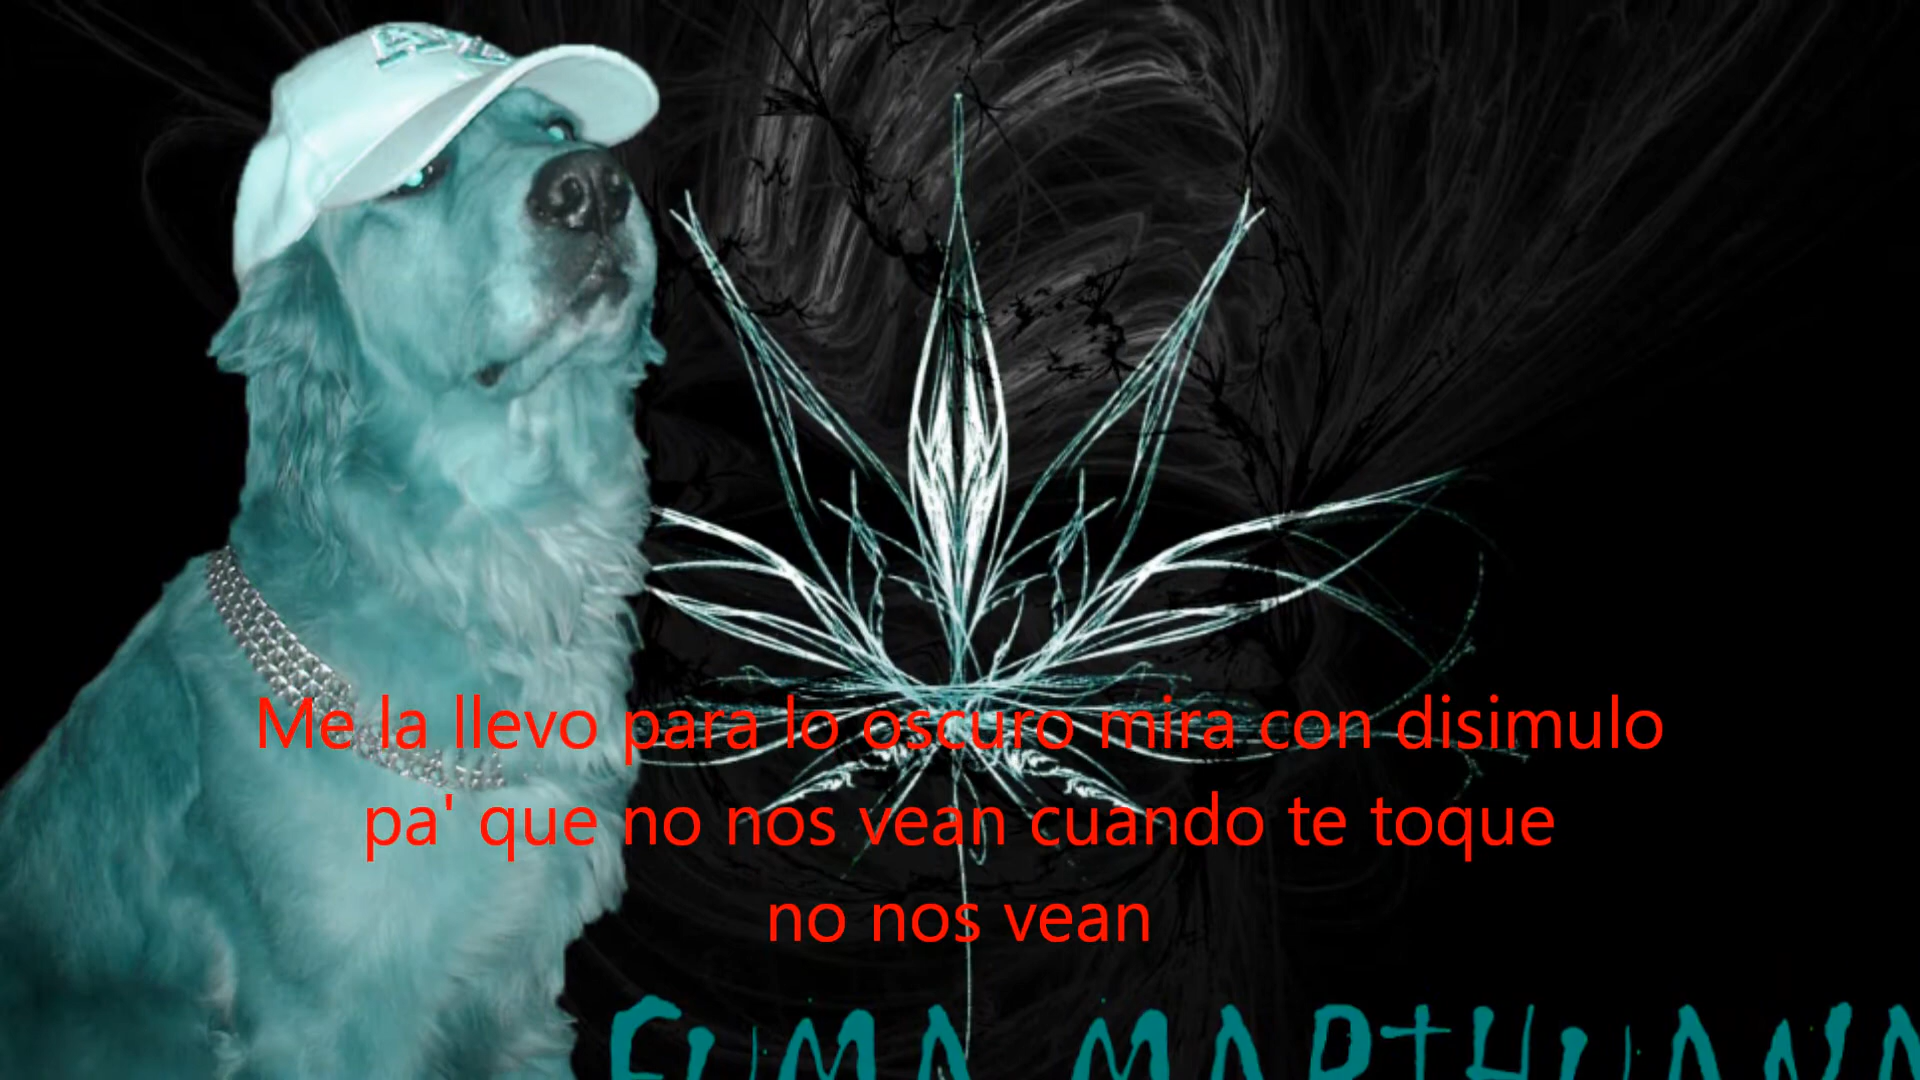 Me la llevo para lo oscuro mira con disimulo
pa' que no nos vean cuando te toque
no nos vean
FUMA